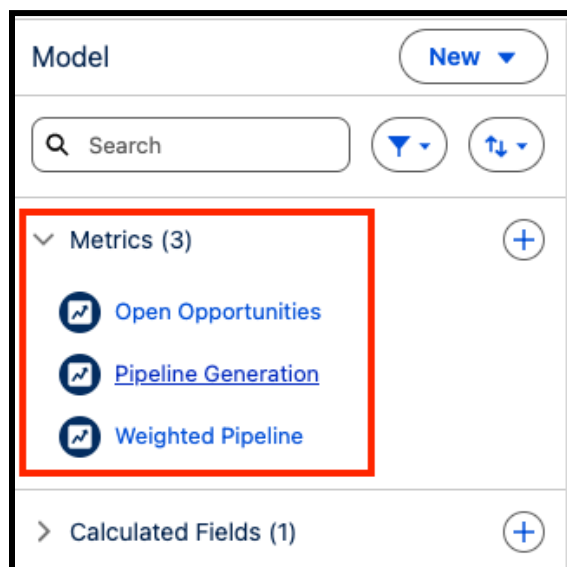 Model
New
Search
Metrics (3)
Open Opportunities
Pipeline Generation
Weighted Pipeline
Calculated Fields (1)